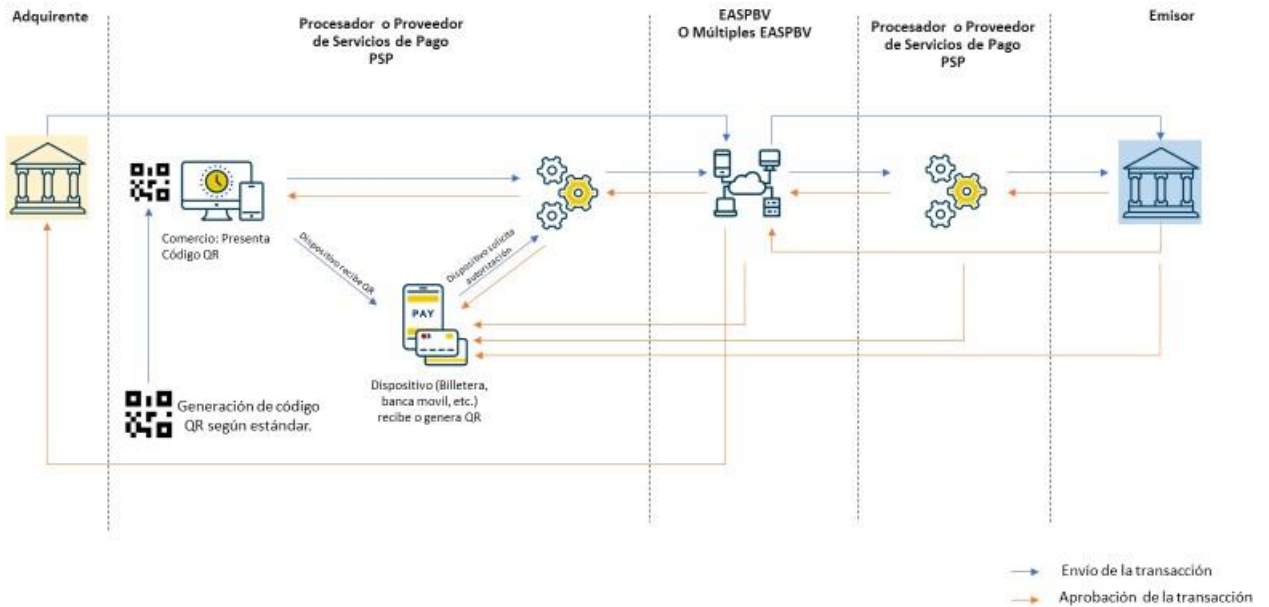 Adquirente
Procesador o Proveedor
de Servicios de Pago
PSP
EASPBV
O Múltiples EASPBV
Procesador o Proveedor
de Servicios de Pago
PSP
Emisor
Comercio: Presenta
Código QR
Dispositivo recibe QR
Dispositivo solicita
autorización
PAY
Dispositivo (Billetera,
banca movil, etc.)
recibe o genera QR
Generación de código
QR según estándar.
Envío de la transacción
Aprobación de la transacción